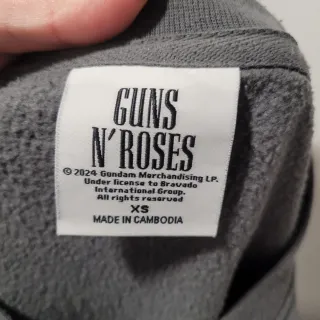 GUNS
N' ROSES
© 2024 Gundam Merchandising LP.
Under license to Bravado
International Group.
All rights reserved
XS
MADE IN CAMBODIA